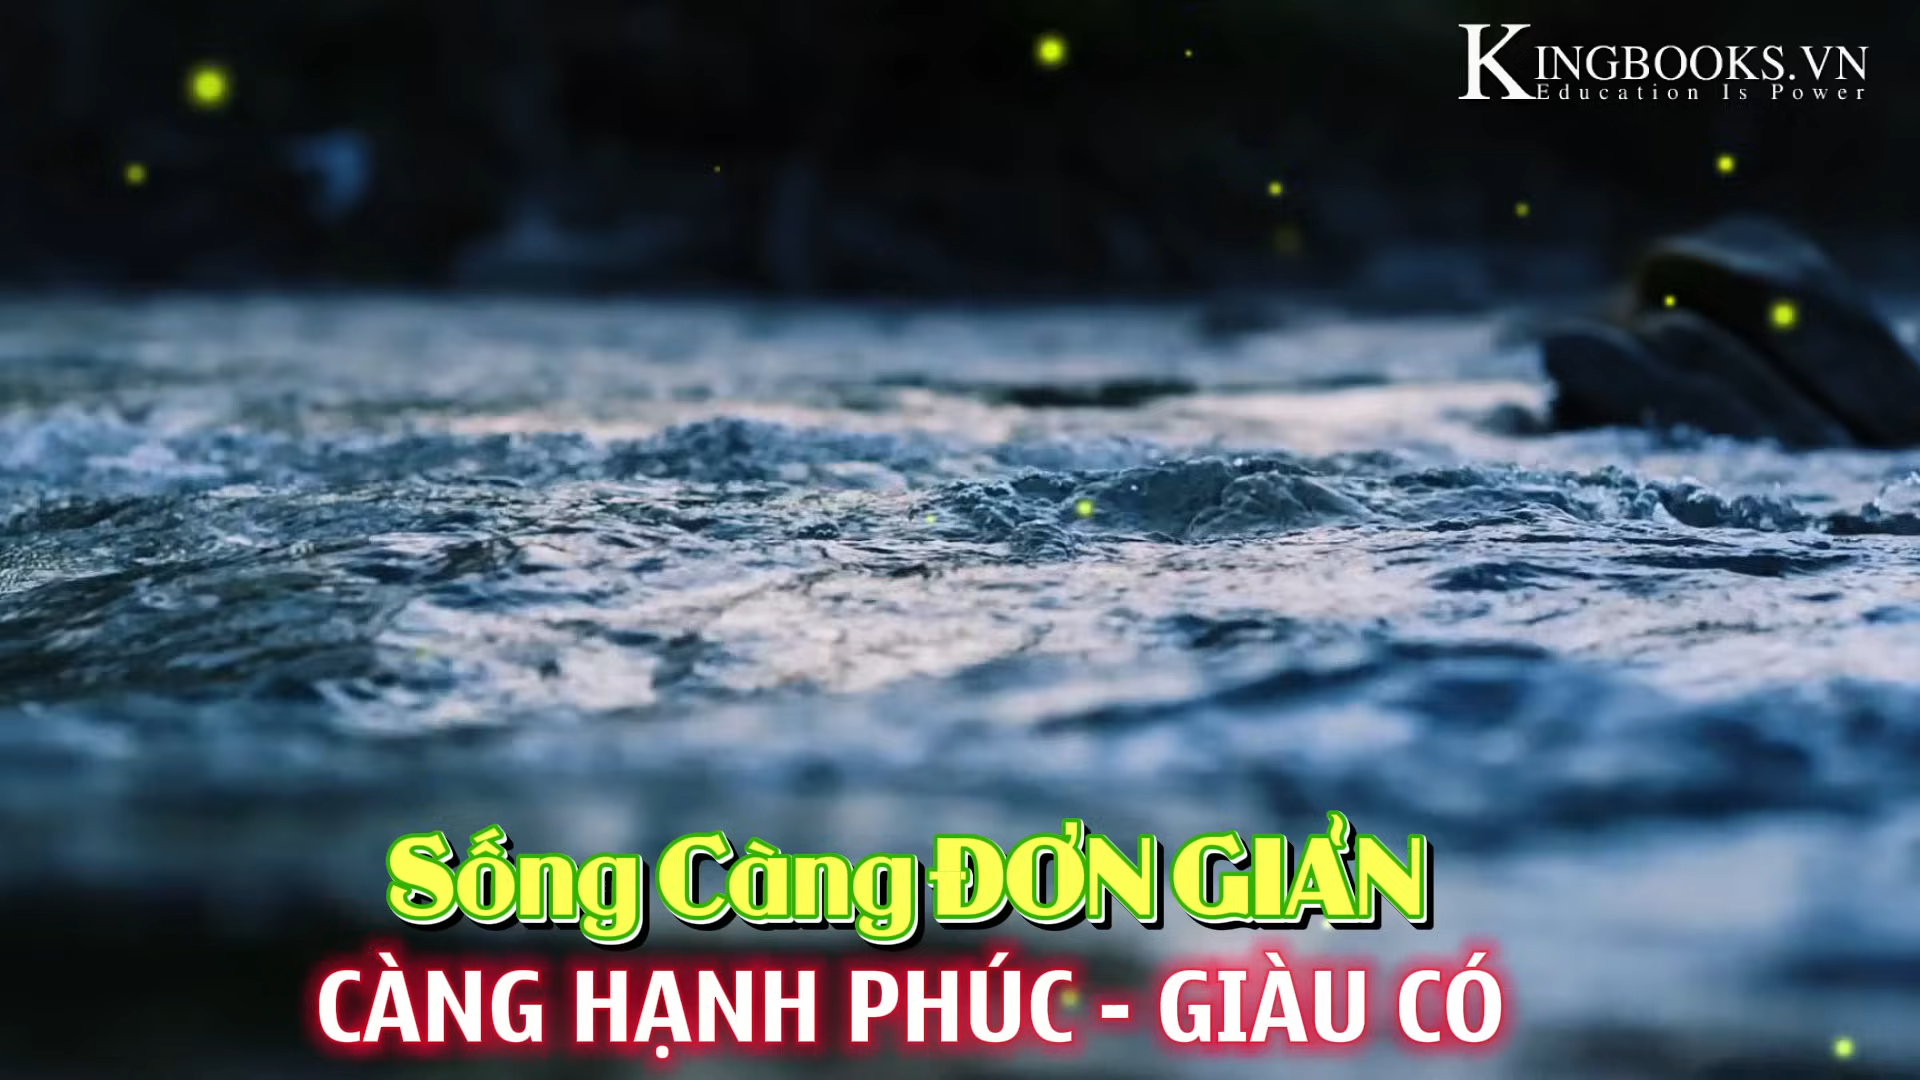 KINGBOOKS.VN
Education Is Power
Sống Càng ĐƠN GIẢN
CÀNG HẠNH PHÚC - GIÀU CÓ